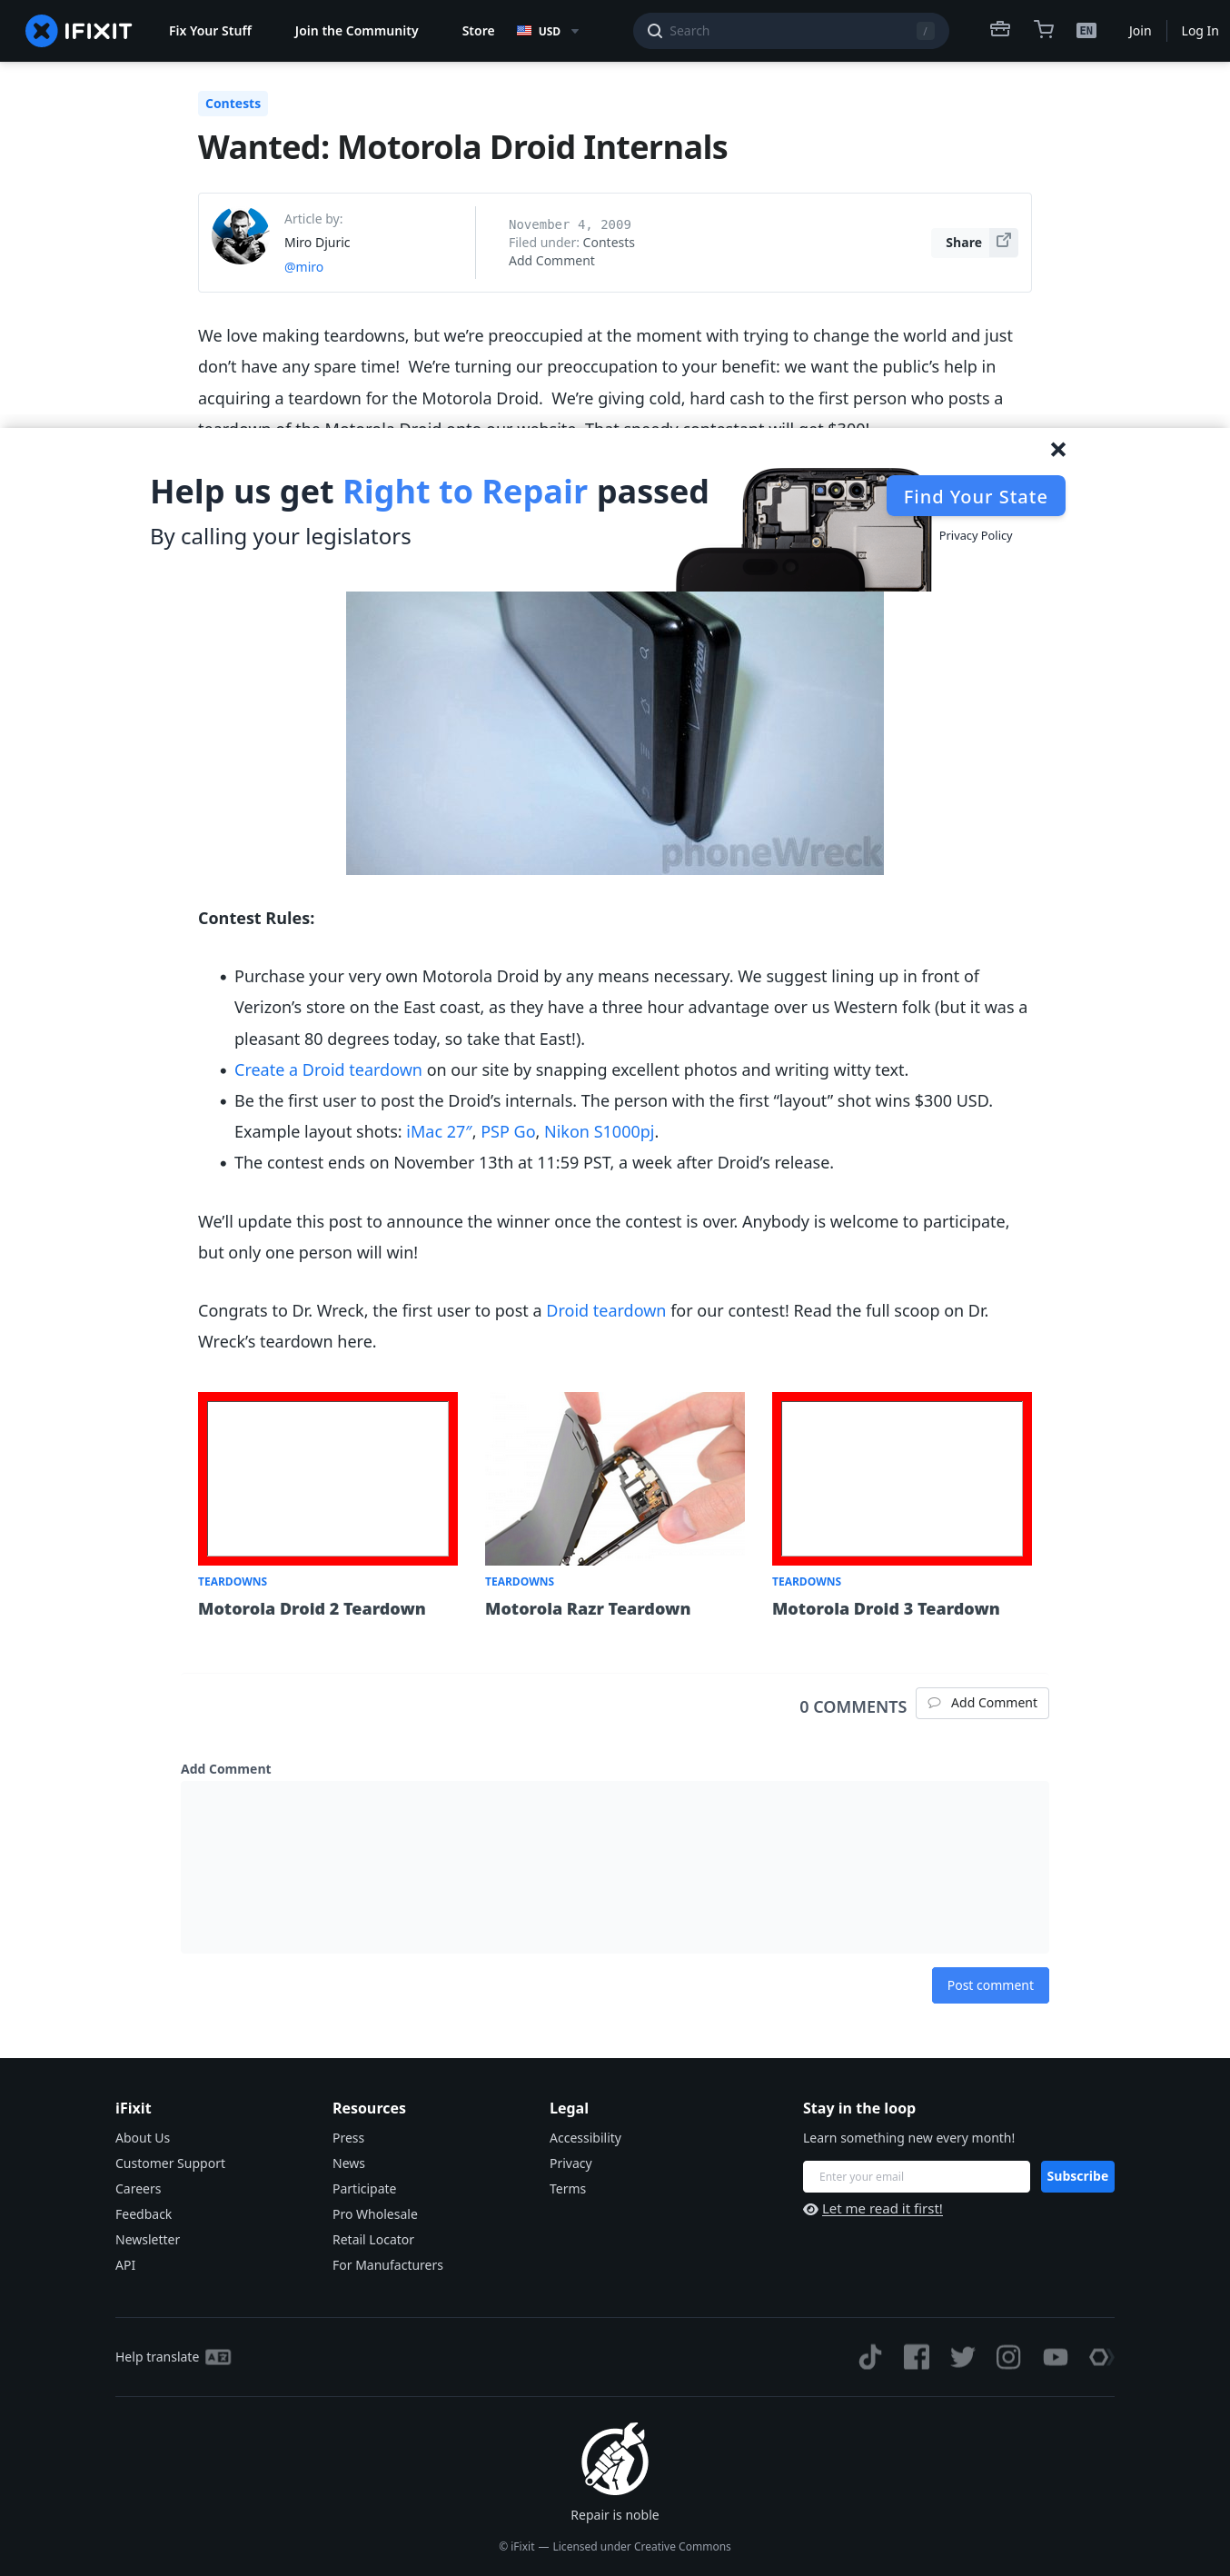 IFIXIT
Fix Your Stuff
Join the Community
Store
USD
Search
/
EN
Join
Log In
Contests
Wanted: Motorola Droid Internals
Article by:
Miro Djuric
@miro
November 4, 2009
Filed under: Contests
Add Comment
Share
We love making teardowns, but we’re preoccupied at the moment with trying to change the world and just
don’t have any spare time!  We’re turning our preoccupation to your benefit: we want the public’s help in
acquiring a teardown for the Motorola Droid.  We’re giving cold, hard cash to the first person who posts a
teardown of the Motorola Droid onto our website. That speedy contestant will get $300!
Help us get Right to Repair passed
By calling your legislators
Find Your State
Privacy Policy
verizon
phoneWreck
Contest Rules:
• Purchase your very own Motorola Droid by any means necessary. We suggest lining up in front of
Verizon’s store on the East coast, as they have a three hour advantage over us Western folk (but it was a
pleasant 80 degrees today, so take that East!).
• Create a Droid teardown on our site by snapping excellent photos and writing witty text.
• Be the first user to post the Droid’s internals. The person with the first “layout” shot wins $300 USD.
Example layout shots: iMac 27″, PSP Go, Nikon S1000pj.
• The contest ends on November 13th at 11:59 PST, a week after Droid’s release.
We’ll update this post to announce the winner once the contest is over. Anybody is welcome to participate,
but only one person will win!
Congrats to Dr. Wreck, the first user to post a Droid teardown for our contest! Read the full scoop on Dr.
Wreck’s teardown here.
TEARDOWNS
Motorola Droid 2 Teardown
TEARDOWNS
Motorola Razr Teardown
TEARDOWNS
Motorola Droid 3 Teardown
0 COMMENTS
Add Comment
Add Comment
Post comment
iFixit
About Us
Customer Support
Careers
Feedback
Newsletter
API
Resources
Press
News
Participate
Pro Wholesale
Retail Locator
For Manufacturers
Legal
Accessibility
Privacy
Terms
Stay in the loop
Learn something new every month!
Enter your email
Subscribe
Let me read it first!
Help translate
Repair is noble
© iFixit — Licensed under Creative Commons